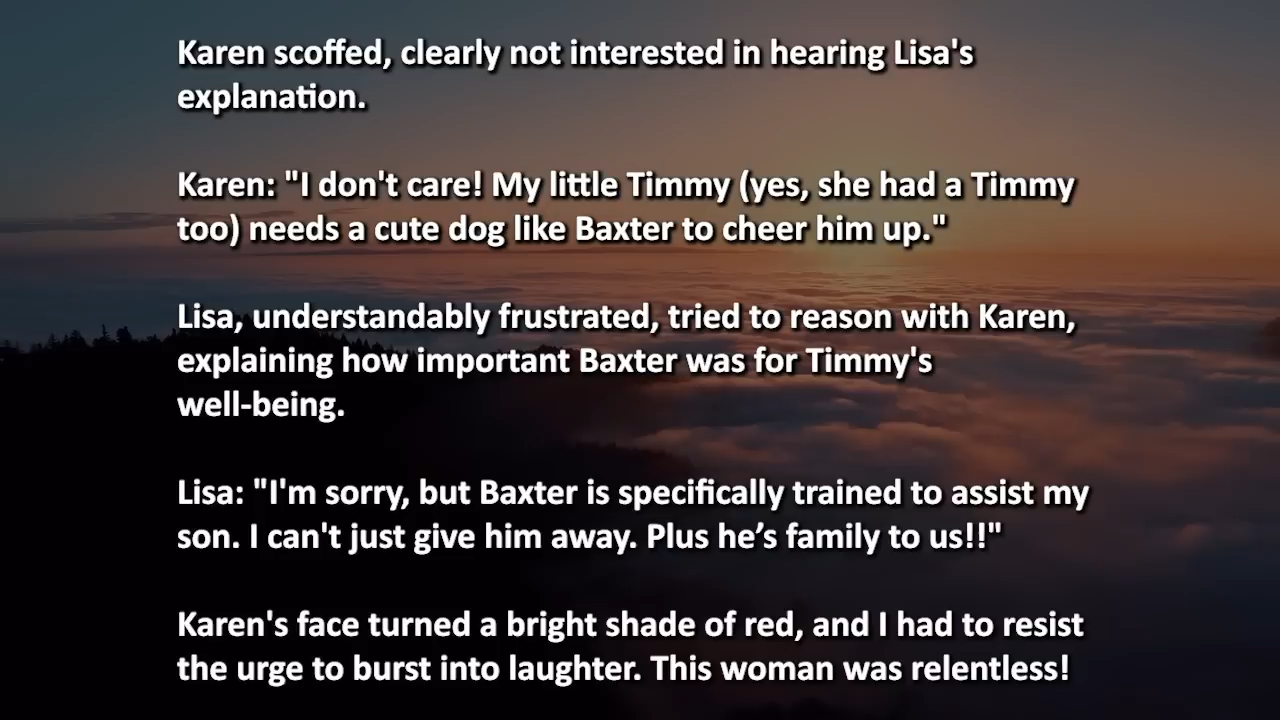 Karen scoffed, clearly not interested in hearing Lisa's
explanation.
Karen: "I don't care! My little Timmy (yes, she had a Timmy
too) needs a cute dog like Baxter to cheer him up."
Lisa, understandably frustrated, tried to reason with Karen,
explaining how important Baxter was for Timmy's
well-being.
Lisa: "I'm sorry, but Baxter is specifically trained to assist my
son. I can't just give him away. Plus he’s family to us!!"
Karen's face turned a bright shade of red, and I had to resist
the urge to burst into laughter. This woman was relentless!